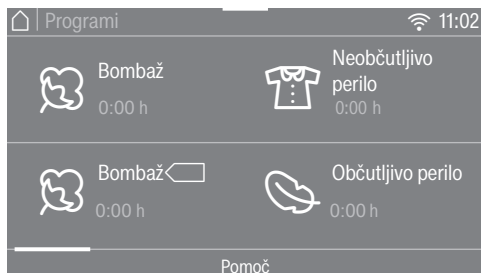 Programi 11:02
Bombaž
0:00 h
Neobčutljivo
perilo
0:00 h
Bombaž
0:00 h
Občutljivo perilo
0:00 h
Pomoč